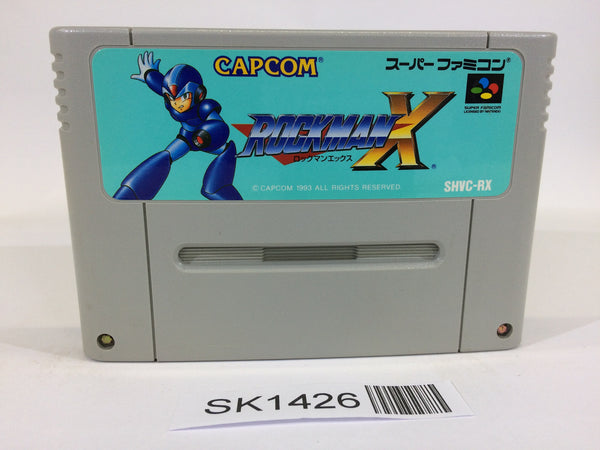 CAPCOM®
スーパーファミコン®
SUPER FAMICOM
LICENSED BY NINTENDO
ROCKMAN X
ロックマンエックス
© CAPCOM 1993 ALL RIGHTS RESERVED.
SHVC-RX
SK1426